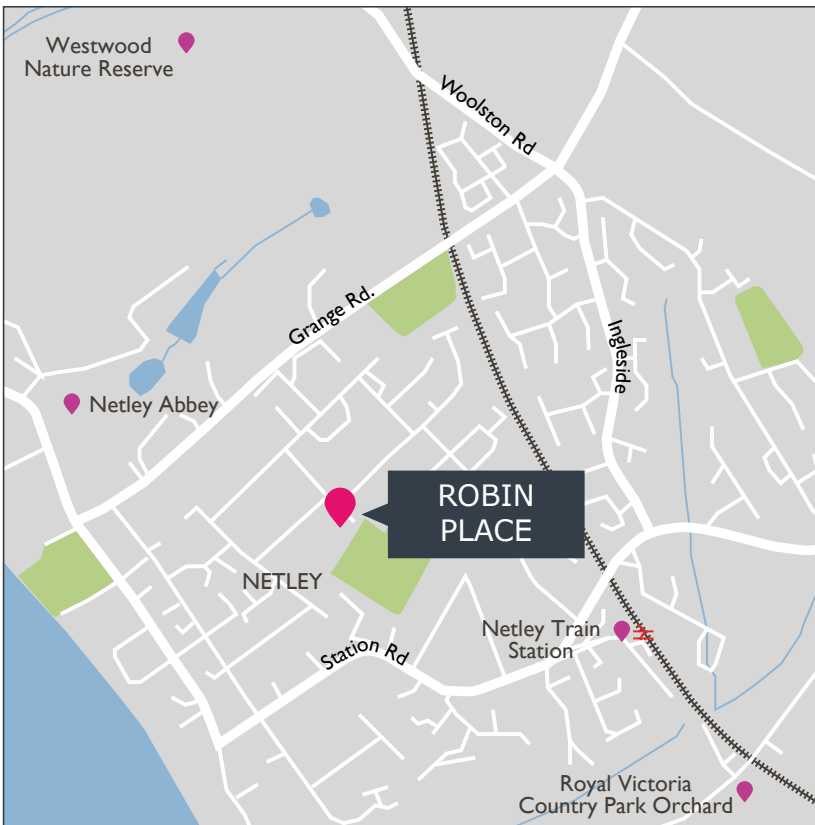 Westwood
Nature Reserve
Woolston Rd
Grange Rd.
Ingleside
Netley Abbey
ROBIN
PLACE
NETLEY
Netley Train
Station
Station Rd
Royal Victoria
Country Park Orchard